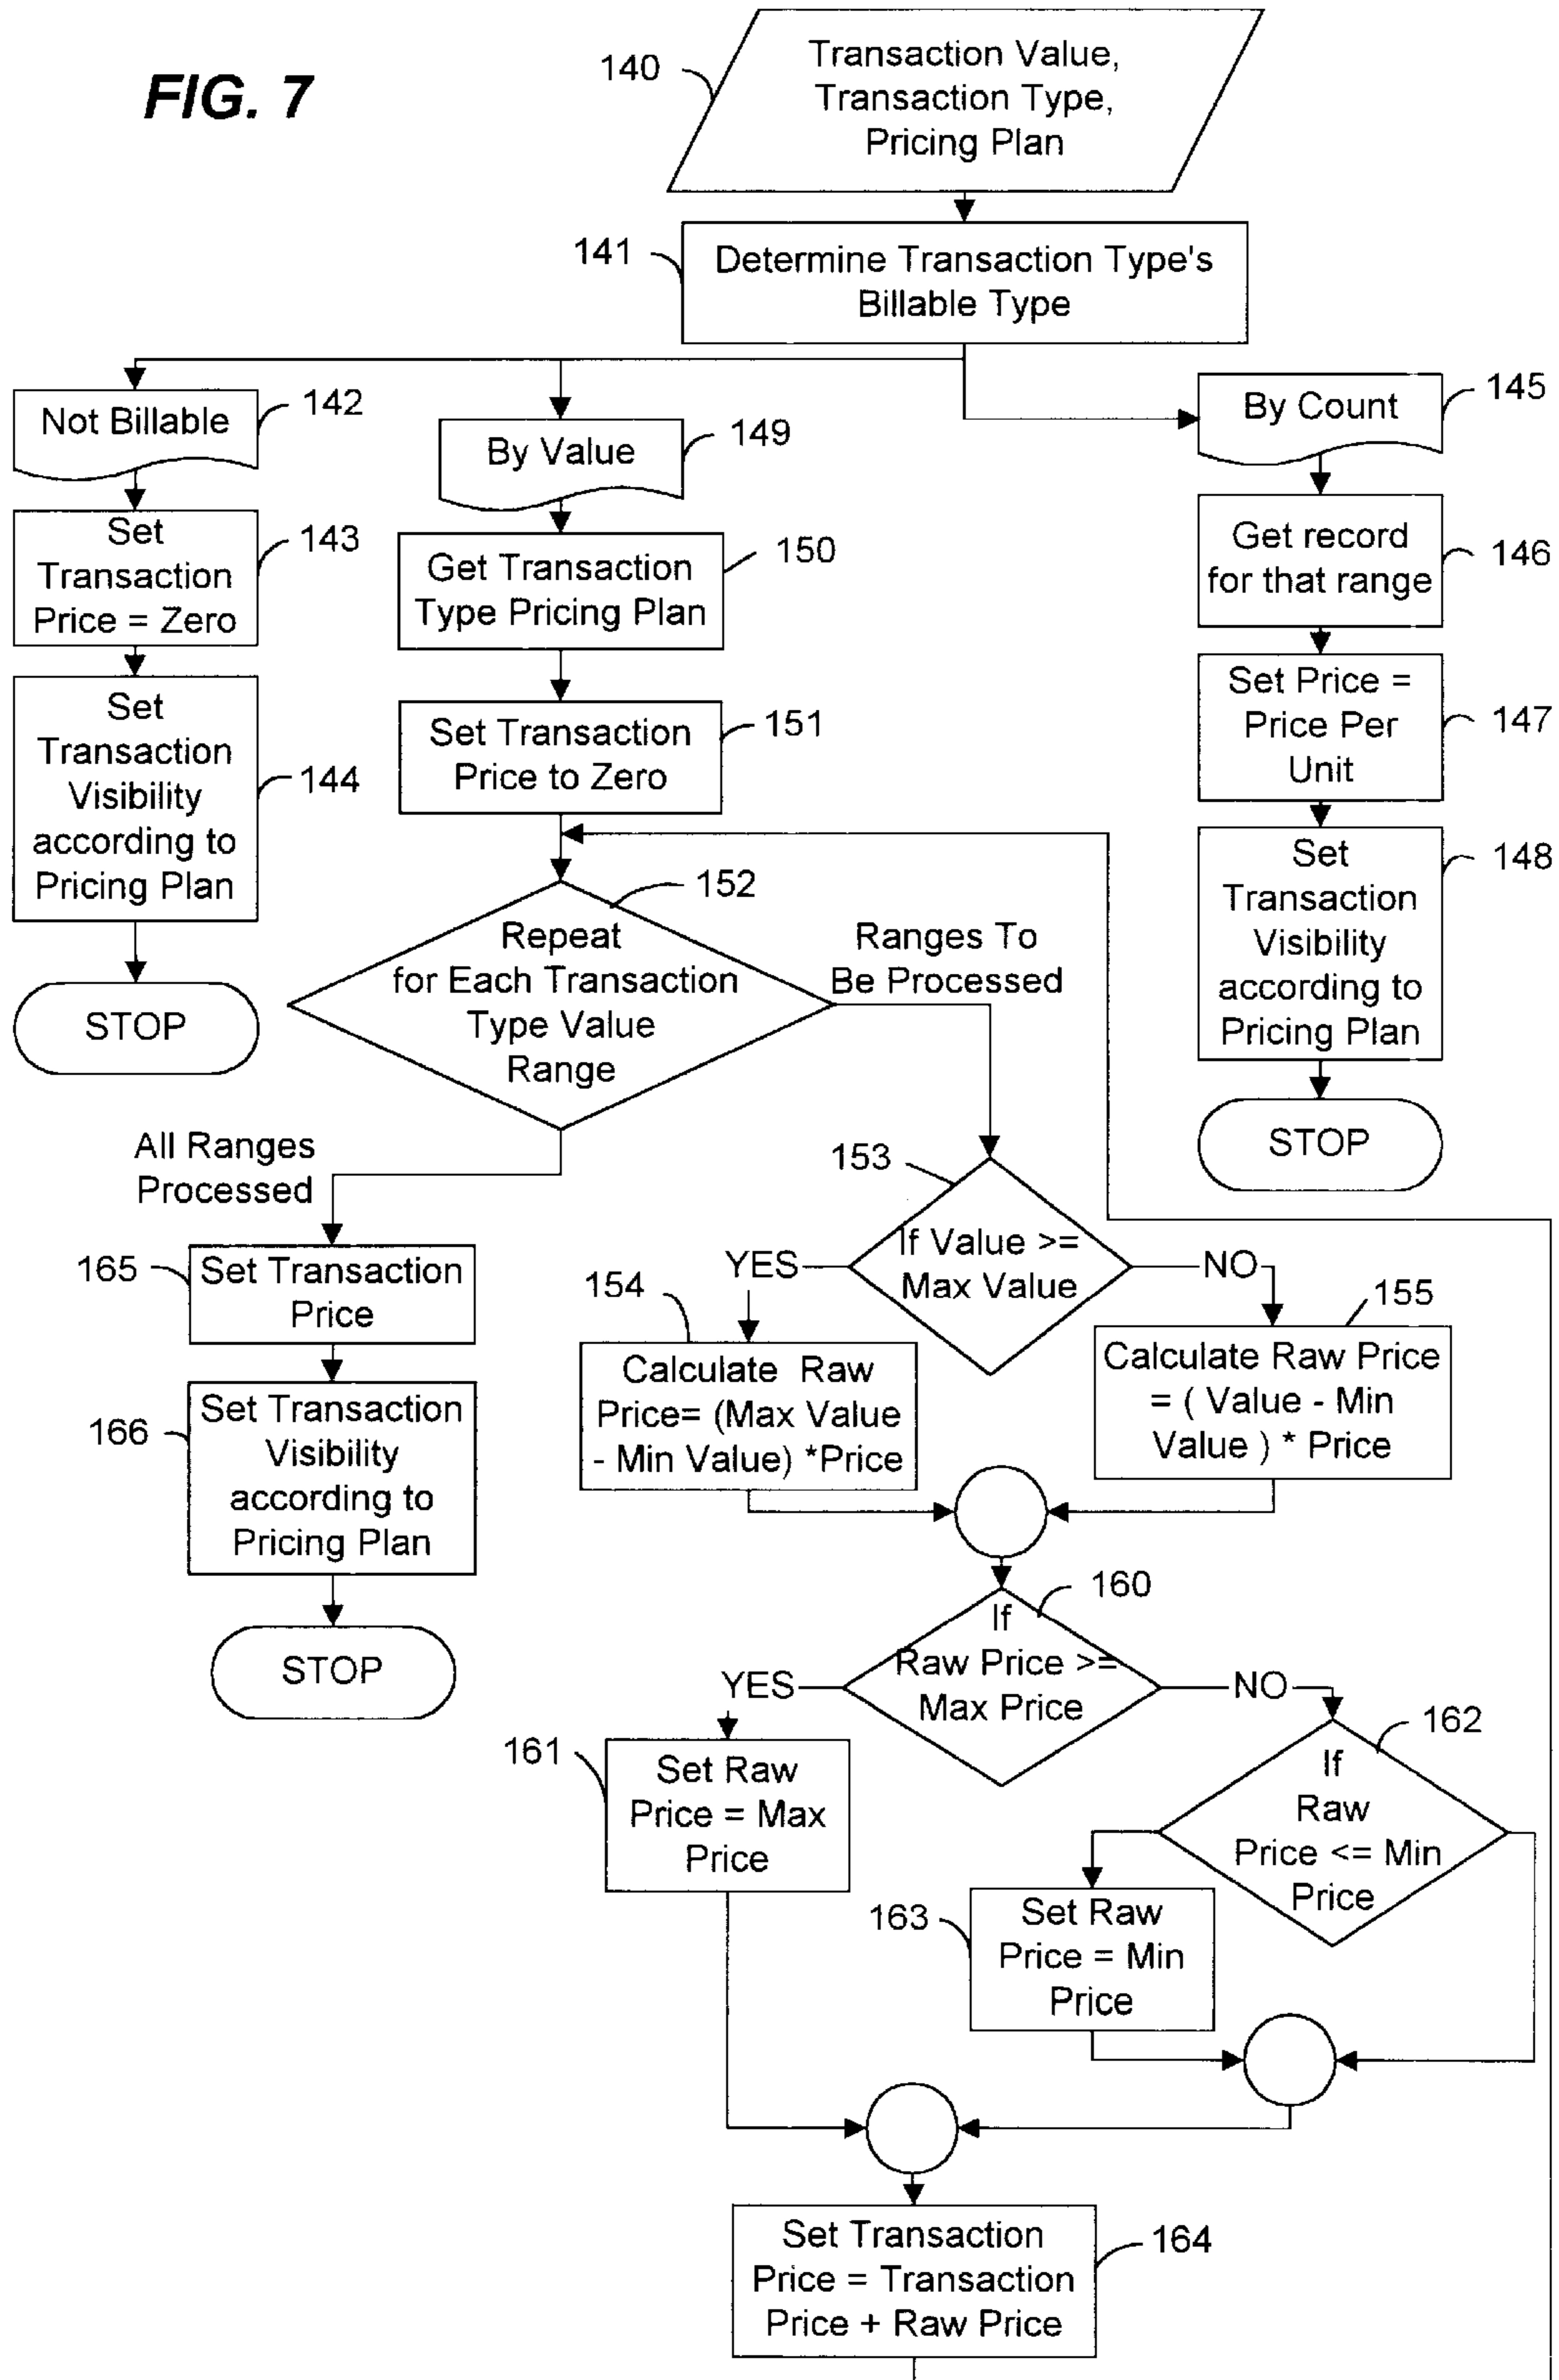 FIG. 7
140
Transaction Value,
Transaction Type,
Pricing Plan
141
Determine Transaction Type's
Billable Type
Not Billable
142
Set
Transaction
Price = Zero
143
Set
Transaction
Visibility
according to
Pricing Plan
144
STOP
By Value
149
Get Transaction
Type Pricing Plan
150
Set Transaction
Price to Zero
151
152
Repeat
for Each Transaction
Type Value
Range
Ranges To
Be Processed
All Ranges
Processed
By Count
145
Get record
for that range
146
Set Price =
Price Per
Unit
147
Set
Transaction
Visibility
according to
Pricing Plan
148
STOP
165
Set Transaction
Price
166
Set Transaction
Visibility
according to
Pricing Plan
STOP
153
If Value >=
Max Value
YES
NO
154
Calculate Raw
Price= (Max Value
- Min Value) *Price
155
Calculate Raw Price
= ( Value - Min
Value ) * Price
160
If
Raw Price >=
Max Price
YES
NO
161
Set Raw
Price = Max
Price
162
If
Raw
Price <= Min
Price
163
Set Raw
Price = Min
Price
Set Transaction
Price = Transaction
Price + Raw Price
164